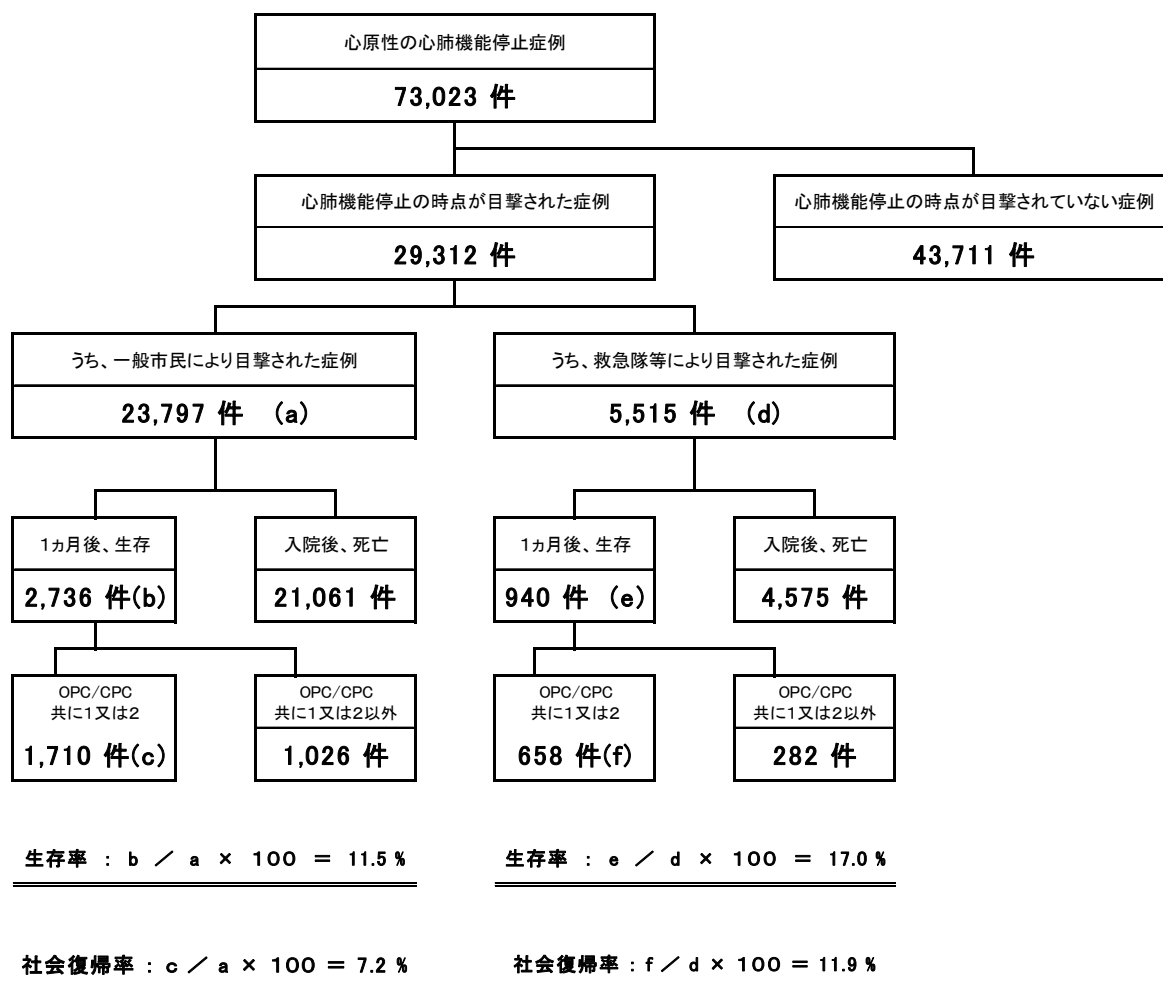 心原性の心肺機能停止症例
73,023 件
心肺機能停止の時点が目撃された症例
29,312 件
心肺機能停止の時点が目撃されていない症例
43,711 件
うち、一般市民により目撃された症例
23,797 件 (a)
うち、救急隊等により目撃された症例
5,515 件 (d)
1ヵ月後、生存
2,736 件(b)
入院後、死亡
21,061 件
1ヵ月後、生存
940 件 (e)
入院後、死亡
4,575 件
OPC/CPC
共に1又は2
1,710 件(c)
OPC/CPC
共に1又は2以外
1,026 件
OPC/CPC
共に1又は2
658 件(f)
OPC/CPC
共に1又は2以外
282 件
生存率 : b / a × 100 = 11.5 %
生存率 : e / d × 100 = 17.0 %
社会復帰率 : c / a × 100 = 7.2 %
社会復帰率 : f / d × 100 = 11.9 %